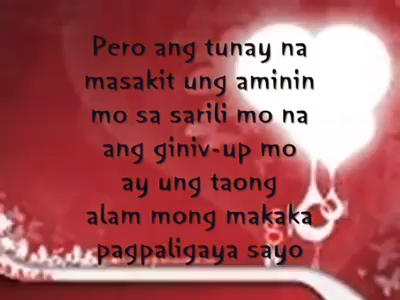 Pero ang tunay na
masakit ung aminin
mo sa sarili mo na
ang giniv-up mo
ay ung taong
alam mong makaka
pagpaligaya sayo